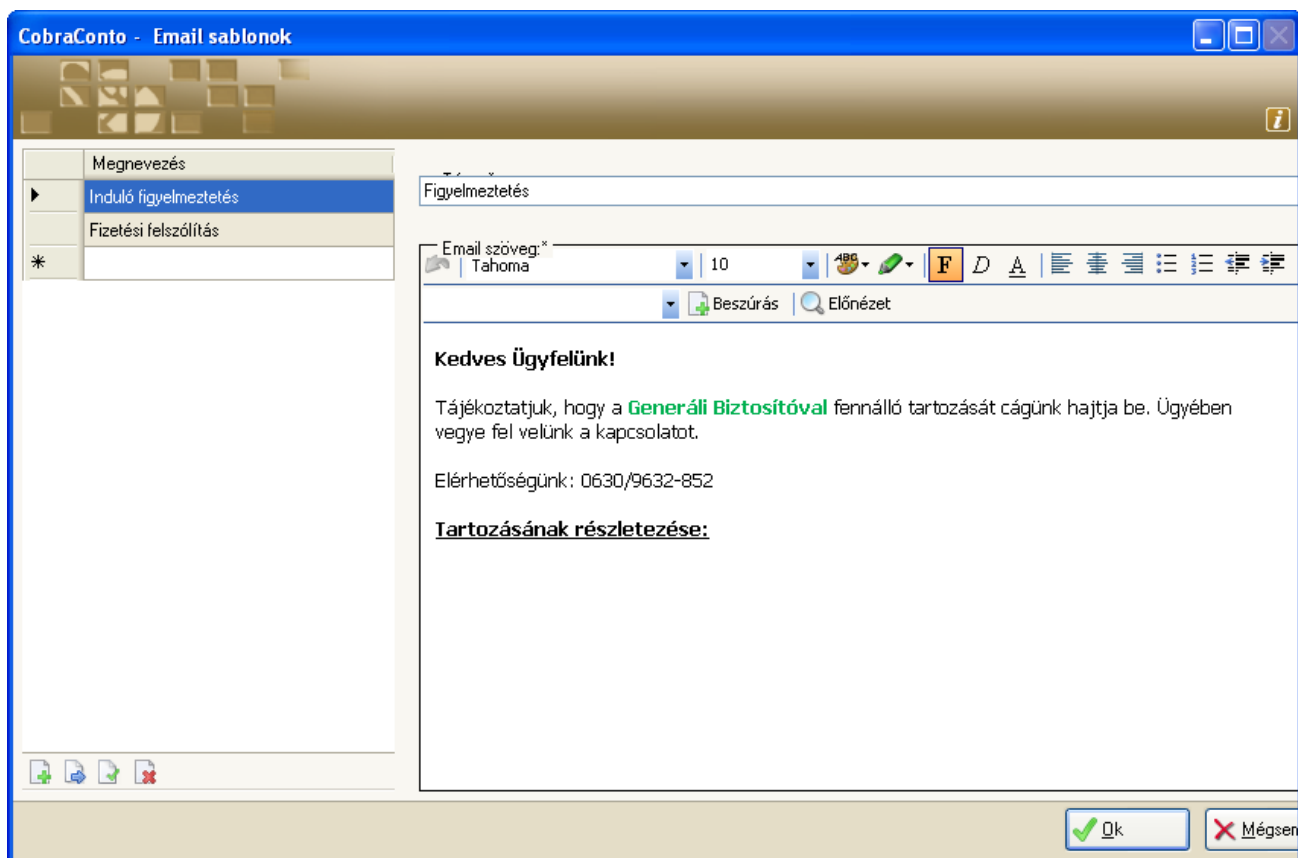 CobraConto - Email sablonok
Megnevezés
Induló figyelmeztetés
Fizetési felszólítás
Figyelmeztetés
Email szöveg:*
Tahoma 10 ABC F D A
Beszúrás Előnézet
Kedves Ügyfelünk!
Tájékoztatjuk, hogy a Generáli Biztosítóval fennálló tartozását cágünk hajtja be. Ügyében
vegye fel velünk a kapcsolatot.
Elérhetőségünk: 0630/9632-852
Tartozásának részletezése:
Ok Mégsem